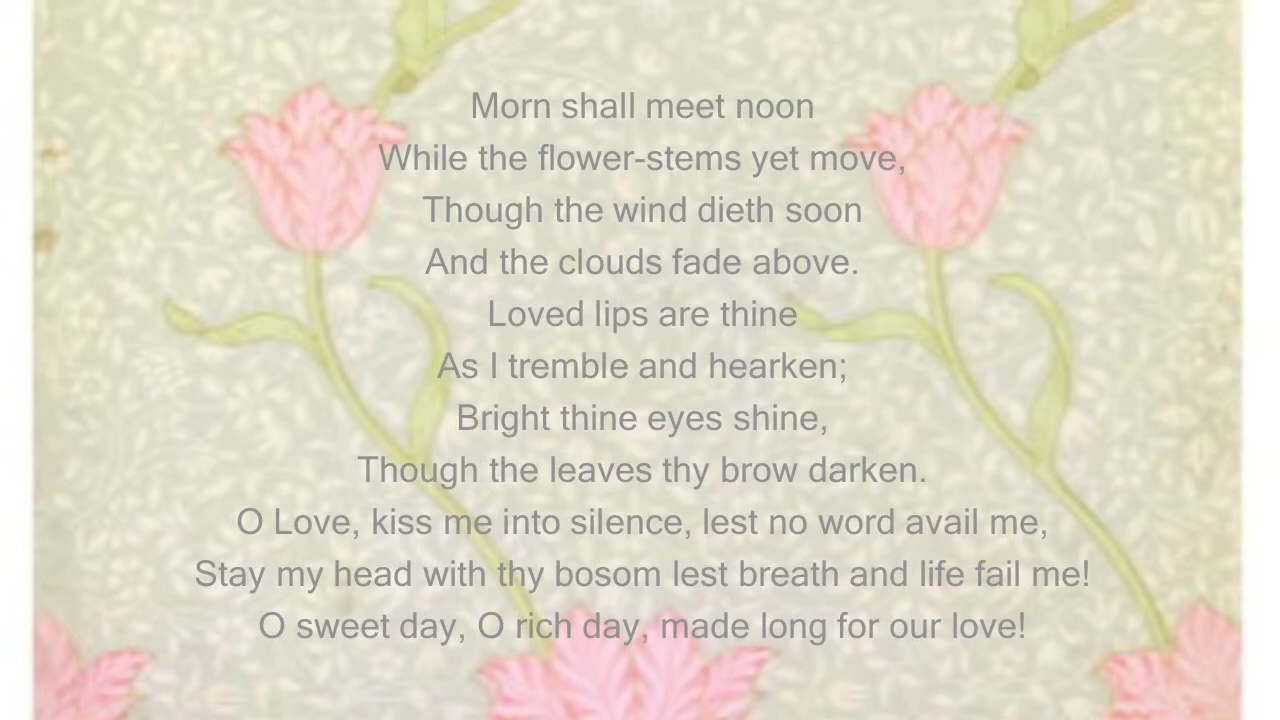 Morn shall meet noon
While the flower-stems yet move,
Though the wind dieth soon
And the clouds fade above.
Loved lips are thine
As I tremble and hearken;
Bright thine eyes shine,
Though the leaves thy brow darken.
O Love, kiss me into silence, lest no word avail me,
Stay my head with thy bosom lest breath and life fail me!
O sweet day, O rich day, made long for our love!